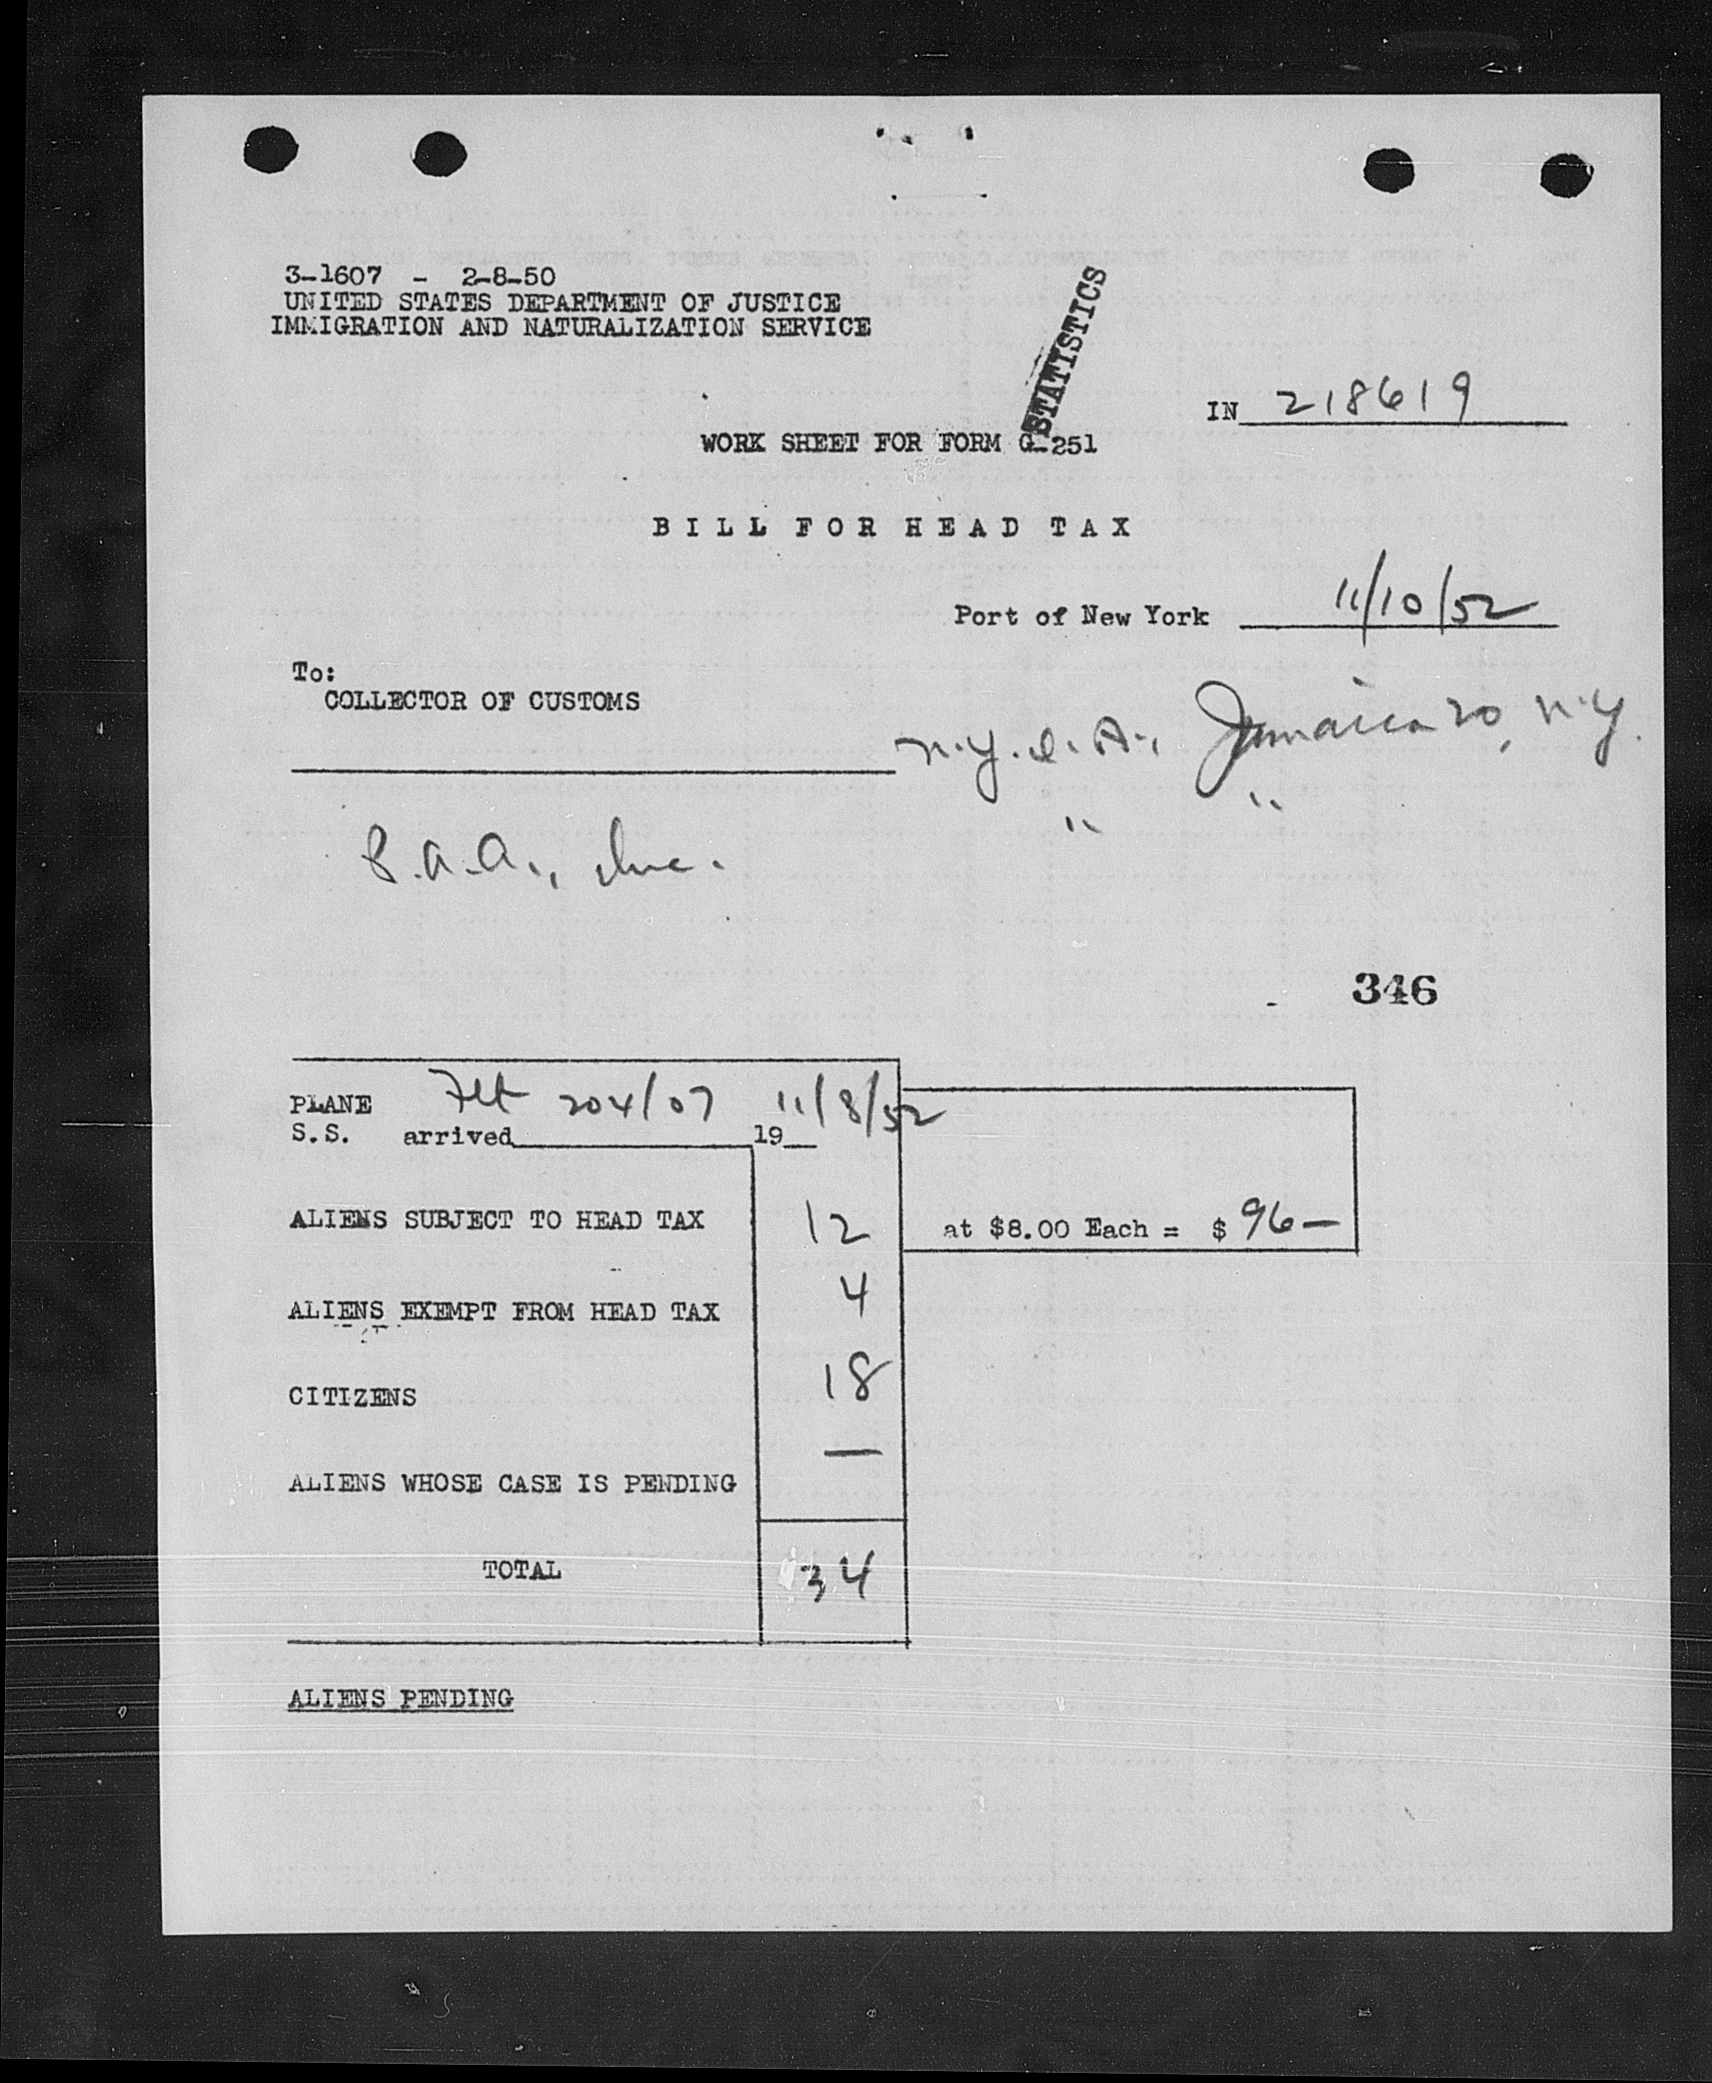 3-1607 - 2-8-50
UNITED STATES DEPARTMENT OF JUSTICE
IMMIGRATION AND NATURALIZATION SERVICE
STATISTICS
IN 218619
WORK SHEET FOR FORM G-251
BILL FOR HEAD TAX
Port of New York 11/10/52
To:
COLLECTOR OF CUSTOMS
N.Y.I.A., Jamaica 20, N.Y.
" "
P.A.A., Inc.
346
PLANE Flt 204/07 11/8/52
S.S. arrived 19
ALIENS SUBJECT TO HEAD TAX 12 at $8.00 Each = $ 96—
ALIENS EXEMPT FROM HEAD TAX 4
CITIZENS 18
ALIENS WHOSE CASE IS PENDING —
TOTAL 34
ALIENS PENDING